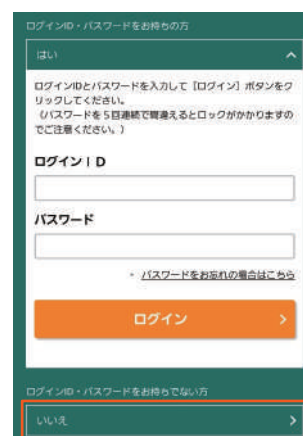 ログインID・パスワードをお持ちの方
はい
ログインIDとパスワードを入力して［ログイン］ボタンをク
リックしてください。
（パスワードを５回連続で間違えるとロックがかかりますの
でご注意ください。）
ログインＩＤ
パスワード
・ パスワードをお忘れの場合はこちら
ログイン
ログインID・パスワードをお持ちでない方
いいえ